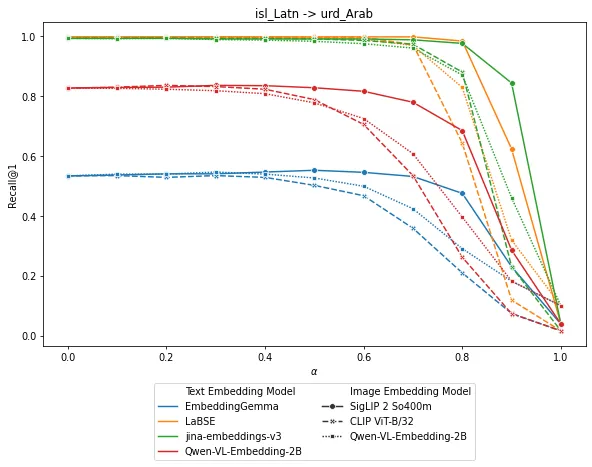 isl_Latn -> urd_Arab
Recall@1
1.0
0.8
0.6
0.4
0.2
0.0
0.0 0.2 0.4 0.6 0.8 1.0
α
Text Embedding Model Image Embedding Model
EmbeddingGemma SigLIP 2 So400m
LaBSE CLIP ViT-B/32
jina-embeddings-v3 Qwen-VL-Embedding-2B
Qwen-VL-Embedding-2B